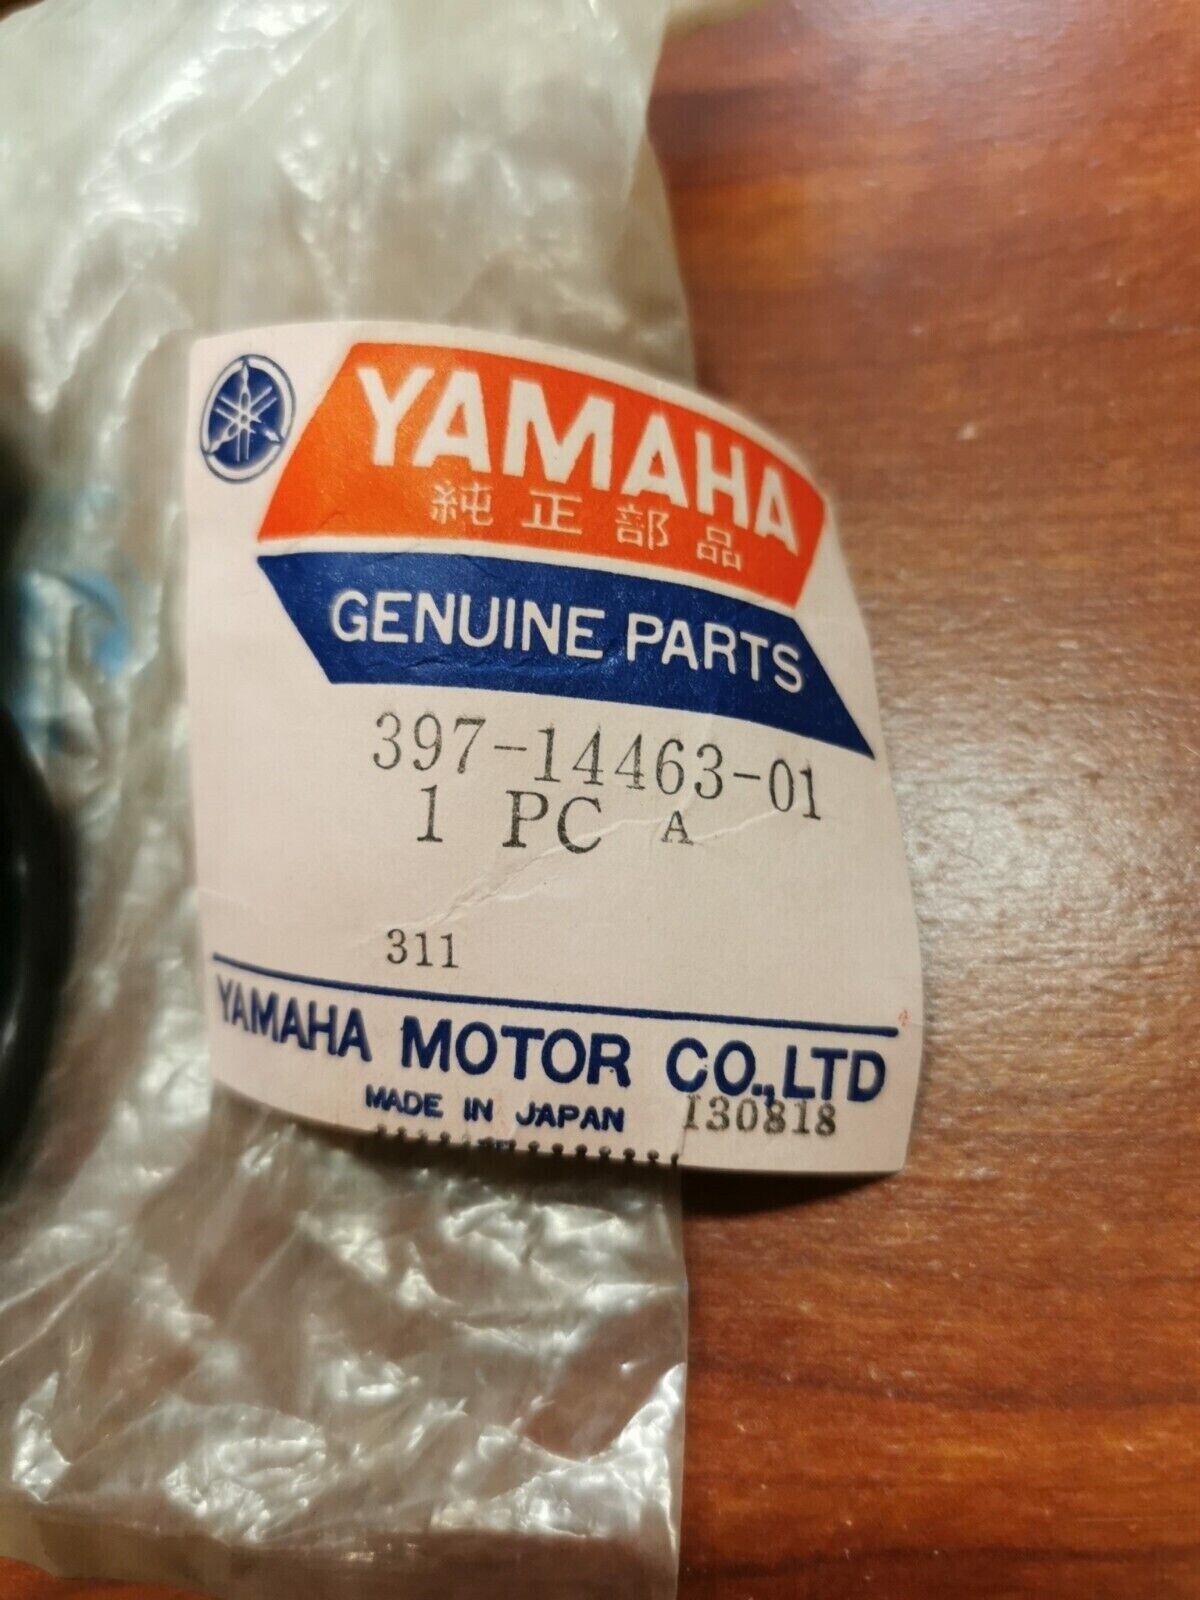 YAMAHA
純正部品
GENUINE PARTS
397-14463-01
1 PC A
311
YAMAHA MOTOR CO.,LTD
MADE IN JAPAN 130818